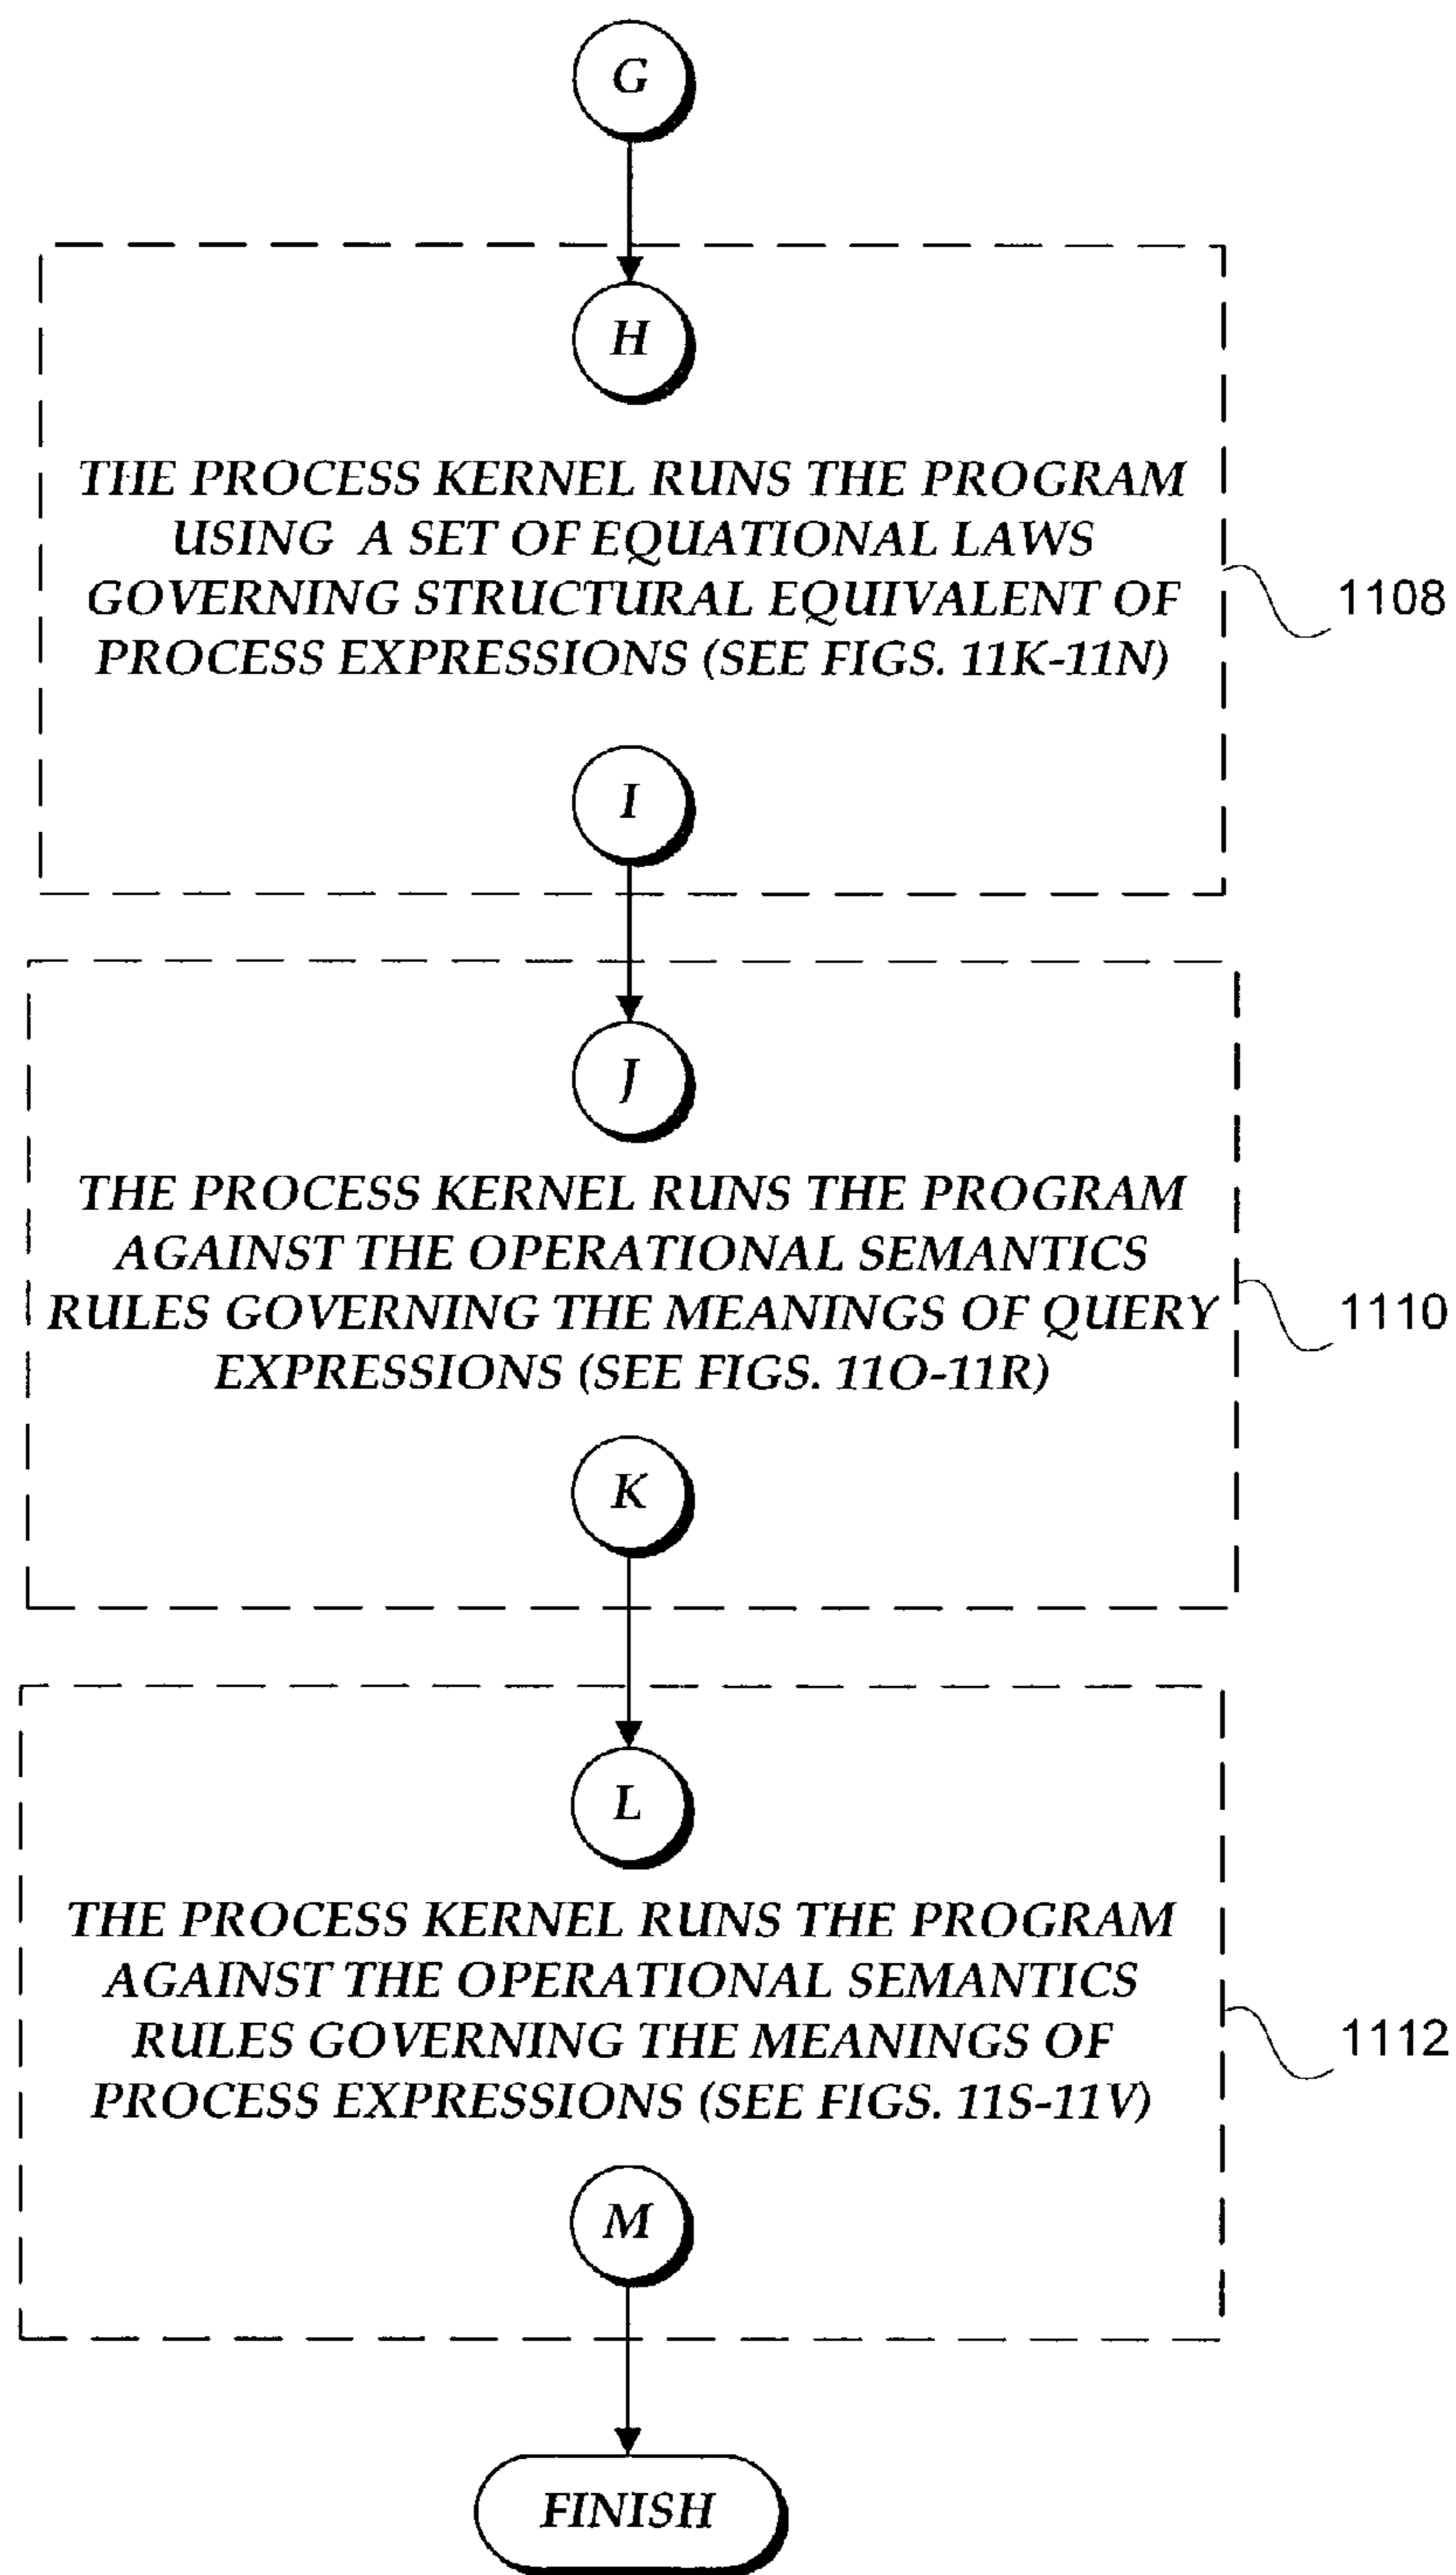 G
H
THE PROCESS KERNEL RUNS THE PROGRAM
USING A SET OF EQUATIONAL LAWS
GOVERNING STRUCTURAL EQUIVALENT OF
PROCESS EXPRESSIONS (SEE FIGS. 11K-11N)
1108
I
J
THE PROCESS KERNEL RUNS THE PROGRAM
AGAINST THE OPERATIONAL SEMANTICS
RULES GOVERNING THE MEANINGS OF QUERY
EXPRESSIONS (SEE FIGS. 11O-11R)
1110
K
L
THE PROCESS KERNEL RUNS THE PROGRAM
AGAINST THE OPERATIONAL SEMANTICS
RULES GOVERNING THE MEANINGS OF
PROCESS EXPRESSIONS (SEE FIGS. 11S-11V)
1112
M
FINISH